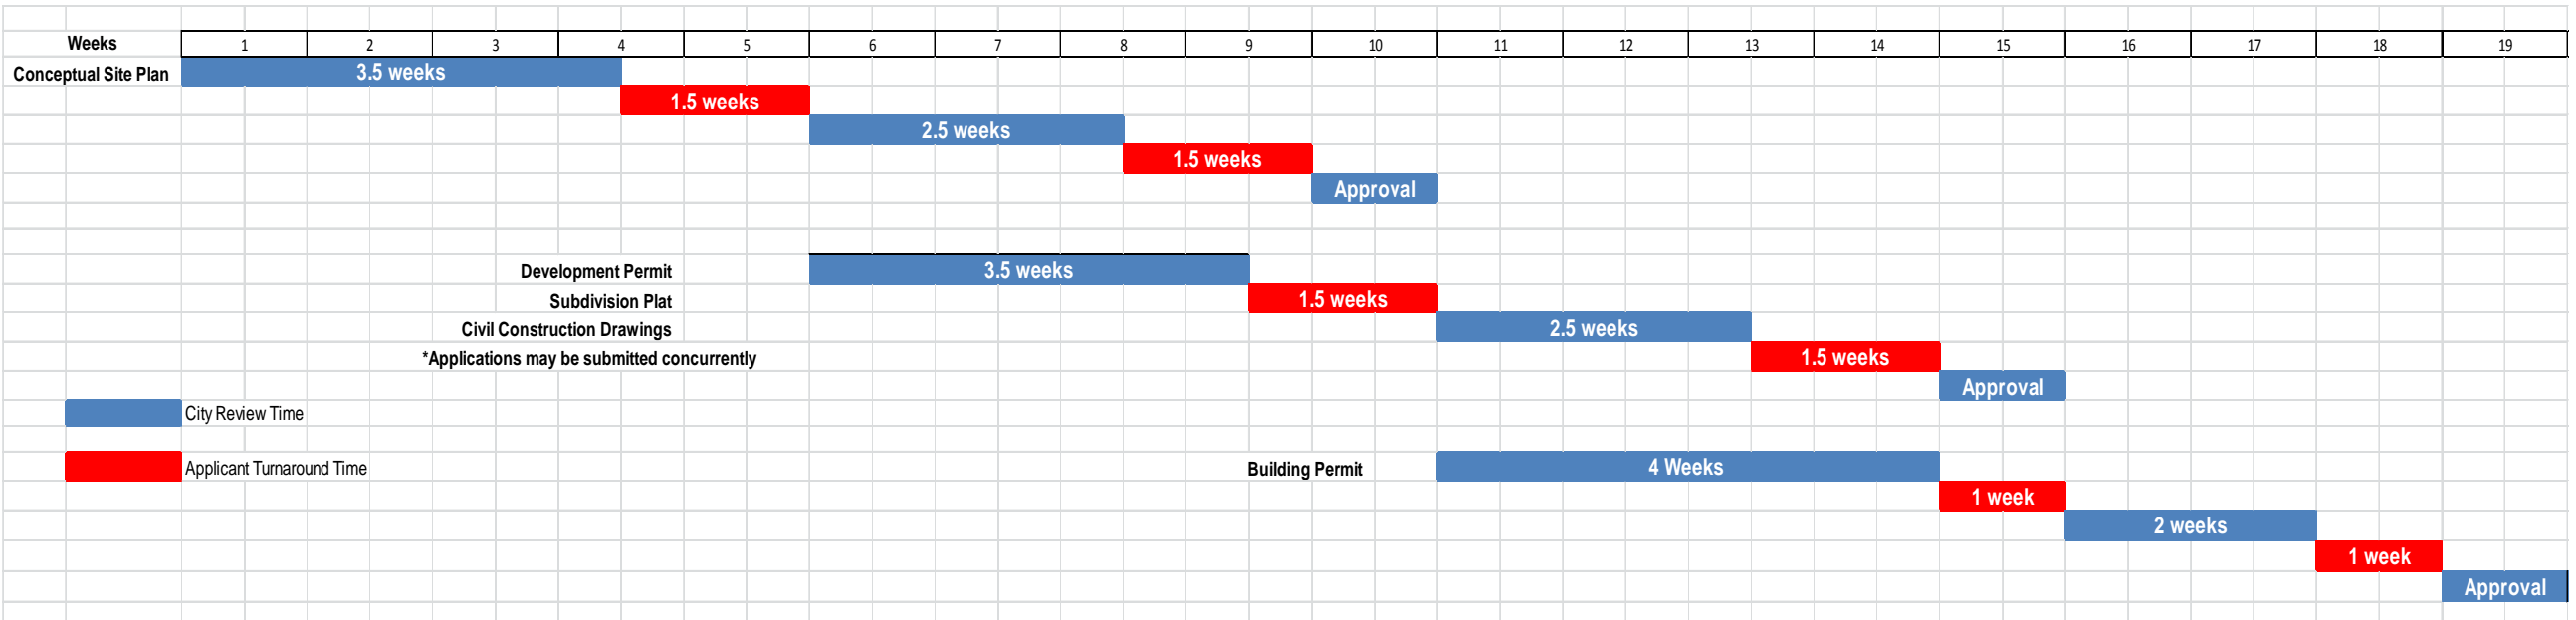 Weeks 1 2 3 4 5 6 7 8 9 10 11 12 13 14 15 16 17 18 19
Conceptual Site Plan 3.5 weeks
1.5 weeks
2.5 weeks
1.5 weeks
Approval
Development Permit 3.5 weeks
Subdivision Plat 1.5 weeks
Civil Construction Drawings 2.5 weeks
*Applications may be submitted concurrently 1.5 weeks
Approval
City Review Time
Applicant Turnaround Time Building Permit 4 Weeks
1 week
2 weeks
1 week
Approval